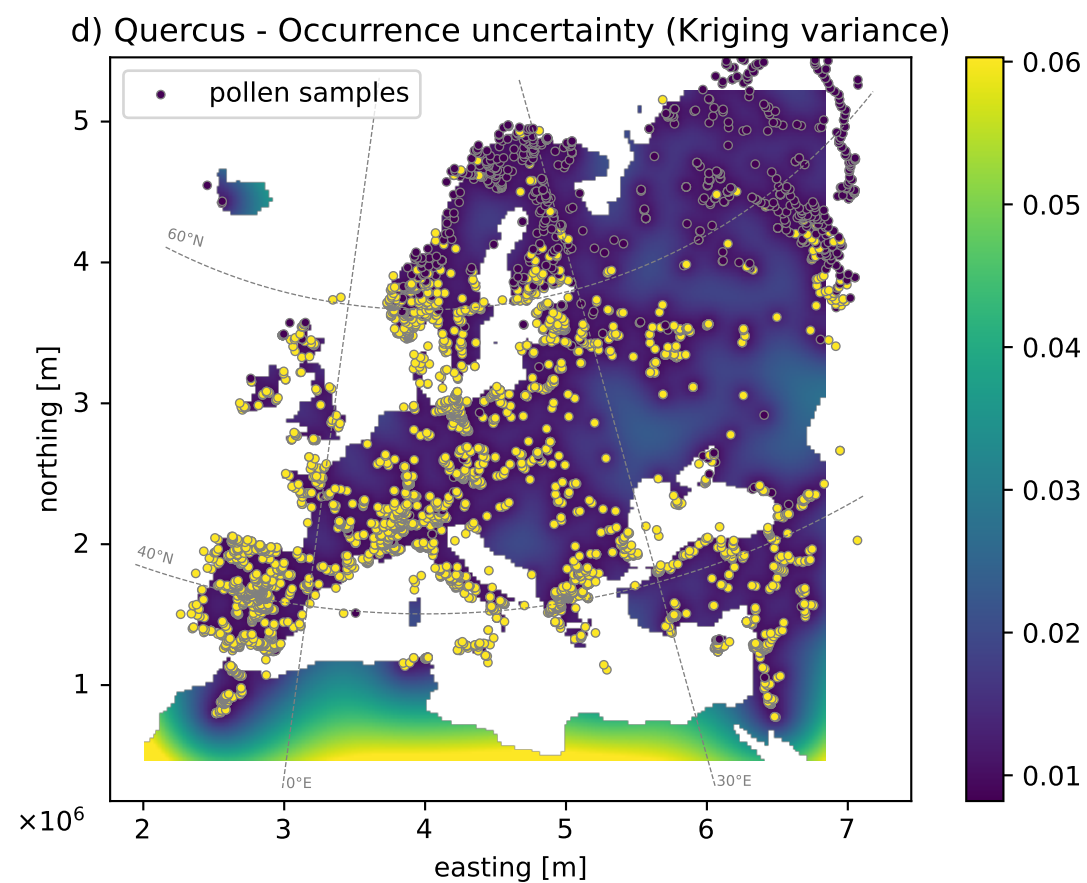 d) Quercus - Occurrence uncertainty (Kriging variance)
pollen samples
60°N
40°N
0°E
30°E
5
4
3
2
1
northing [m]
×10⁶
2 3 4 5 6 7
easting [m]
0.06
0.05
0.04
0.03
0.02
0.01